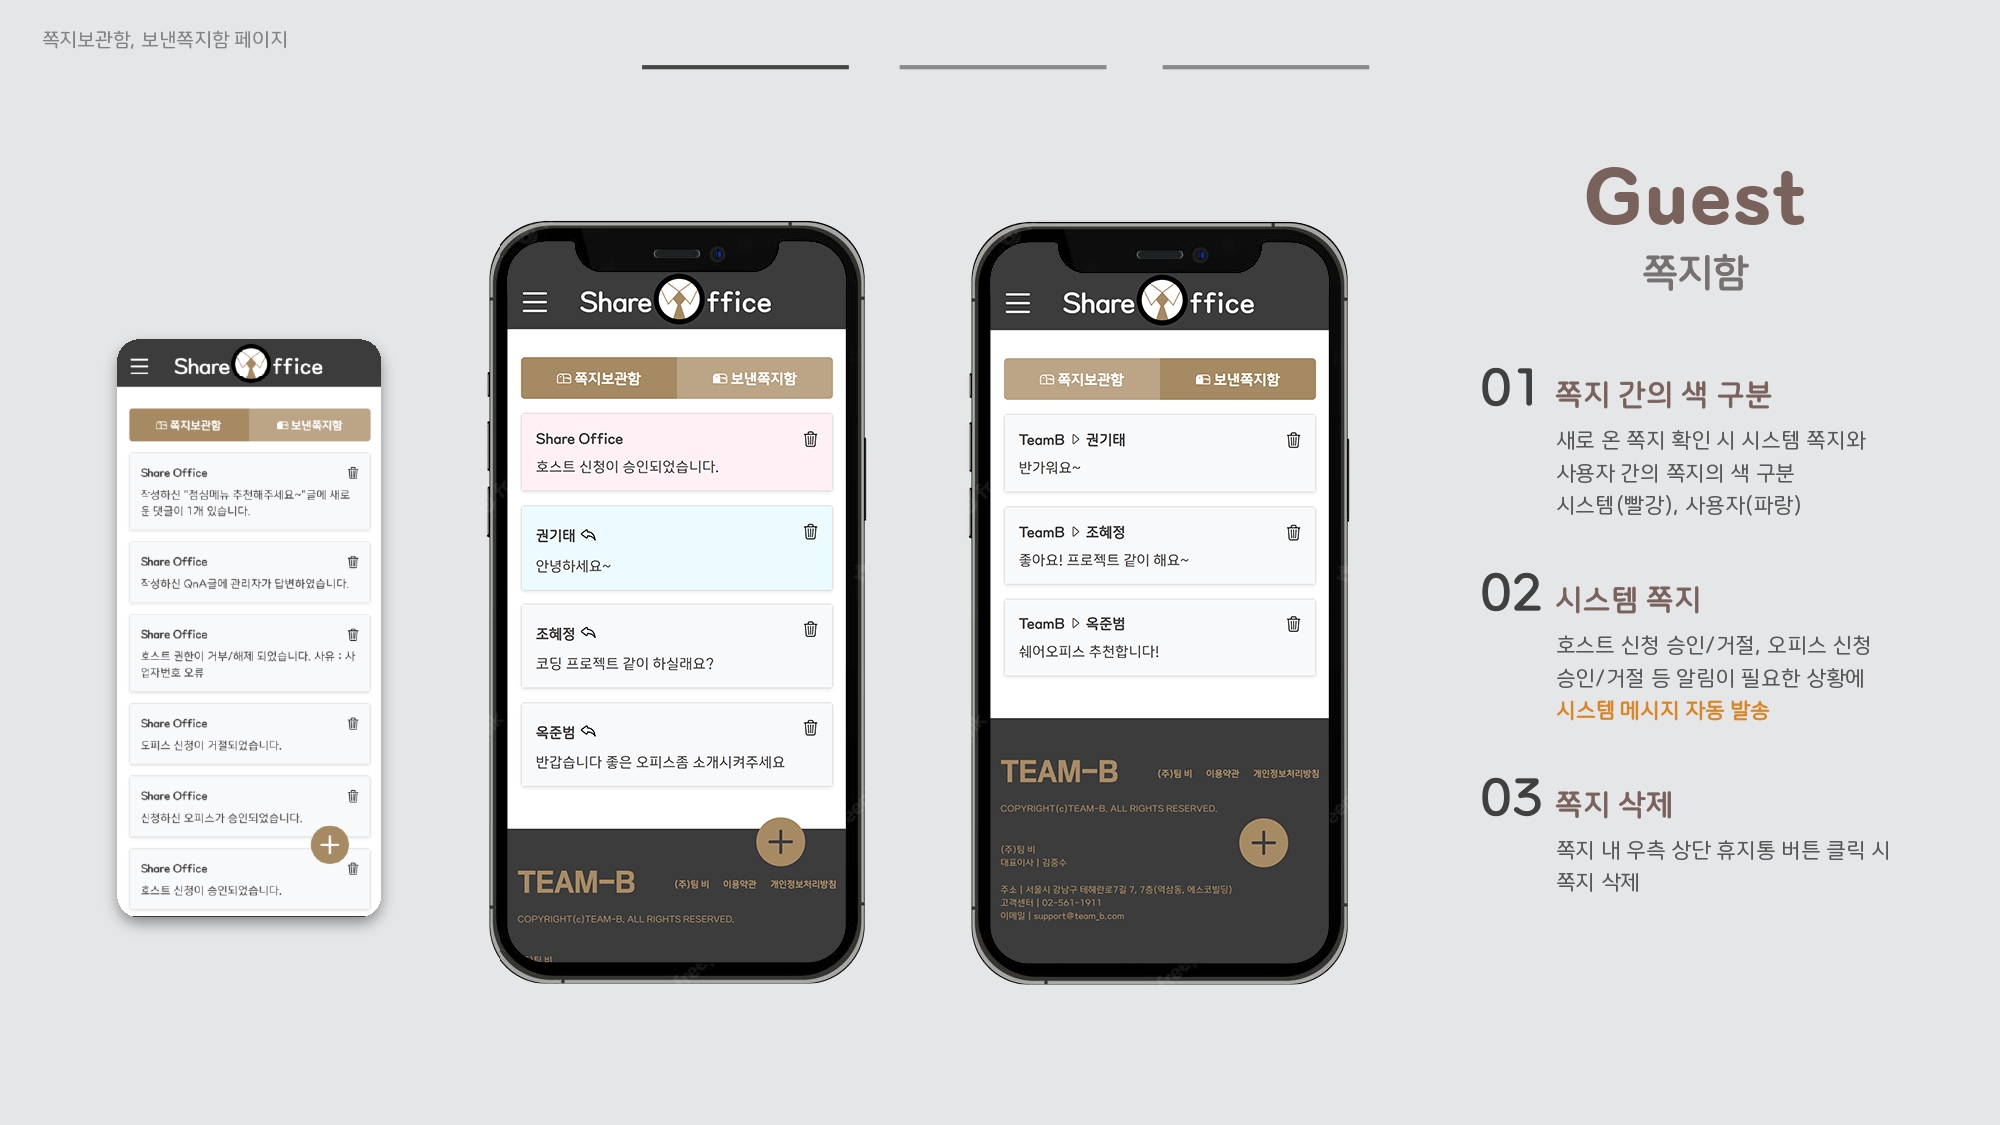 쪽지보관함, 보낸쪽지함 페이지
Share Office
쪽지보관함
보낸쪽지함
Share Office
작성하신 "점심메뉴 추천해주세요~"글에 새로
운 댓글이 1개 있습니다.
Share Office
작성하신 QnA글에 관리자가 답변하였습니다.
Share Office
호스트 권한이 거부/해제 되었습니다. 사유 : 사
업자번호 오류
Share Office
오피스 신청이 거절되었습니다.
Share Office
신청하신 오피스가 승인되었습니다.
Share Office
호스트 신청이 승인되었습니다.
Share ffice
쪽지보관함
보낸쪽지함
Share Office
호스트 신청이 승인되었습니다.
권기태
안녕하세요~
조혜정
코딩 프로젝트 같이 하실래요?
옥준범
반갑습니다 좋은 오피스좀 소개시켜주세요
TEAM-B
(주)팀 비 이용약관 개인정보처리방침
COPYRIGHT(c)TEAM-B, ALL RIGHTS RESERVED.
Share ffice
쪽지보관함
보낸쪽지함
TeamB ▷ 권기태
반가워요~
TeamB ▷ 조혜정
좋아요! 프로젝트 같이 해요~
TeamB ▷ 옥준범
쉐어오피스 추천합니다!
TEAM-B
(주)팀 비 이용약관 개인정보처리방침
COPYRIGHT(c)TEAM-B, ALL RIGHTS RESERVED.
(주)팀 비
대표이사 | 김중수
주소 | 서울시 강남구 테헤란로7길 7, 7층(역삼동, 에스코빌딩)
고객센터 | 02-561-1911
이메일 | support@team_b.com
Guest
쪽지함
01 쪽지 간의 색 구분
새로 온 쪽지 확인 시 시스템 쪽지와
사용자 간의 쪽지의 색 구분
시스템(빨강), 사용자(파랑)
02 시스템 쪽지
호스트 신청 승인/거절, 오피스 신청
승인/거절 등 알림이 필요한 상황에
시스템 메시지 자동 발송
03 쪽지 삭제
쪽지 내 우측 상단 휴지통 버튼 클릭 시
쪽지 삭제